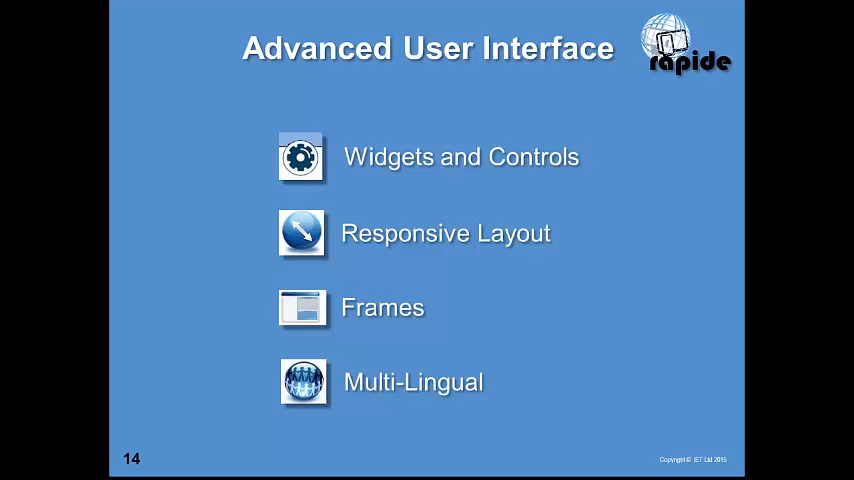 Advanced User Interface
rapide
Widgets and Controls
Responsive Layout
Frames
Multi-Lingual
14
Copyright © IET Ltd 2015